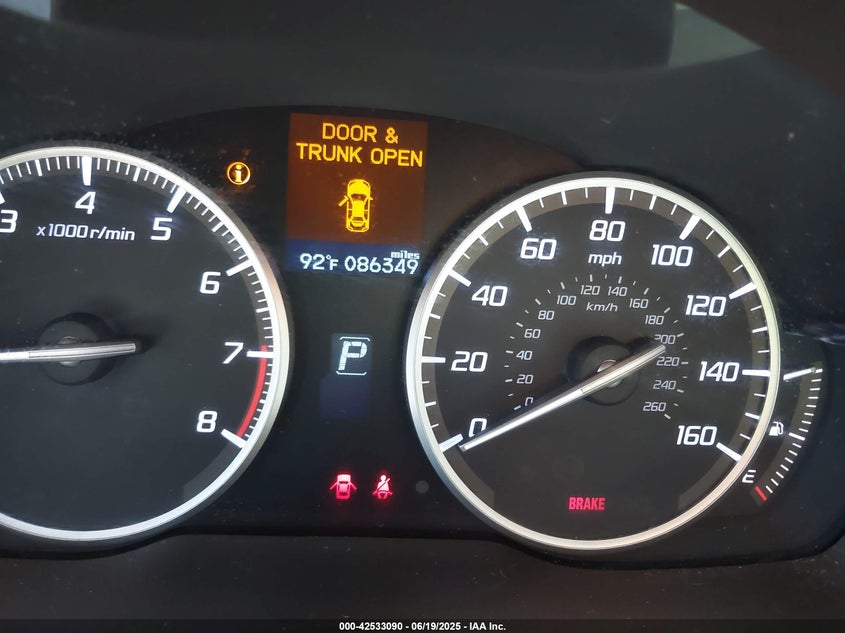 DOOR &
TRUNK OPEN
i
miles
92°F 086349
3
4
5
6
7
8
x1000r/min
P
0
20
40
60
80
100
120
140
160
mph
0
20
40
60
80
100
120
140
160
180
200
220
240
260
km/h
BRAKE
E
000-42533090 - 06/19/2025 - IAA Inc.